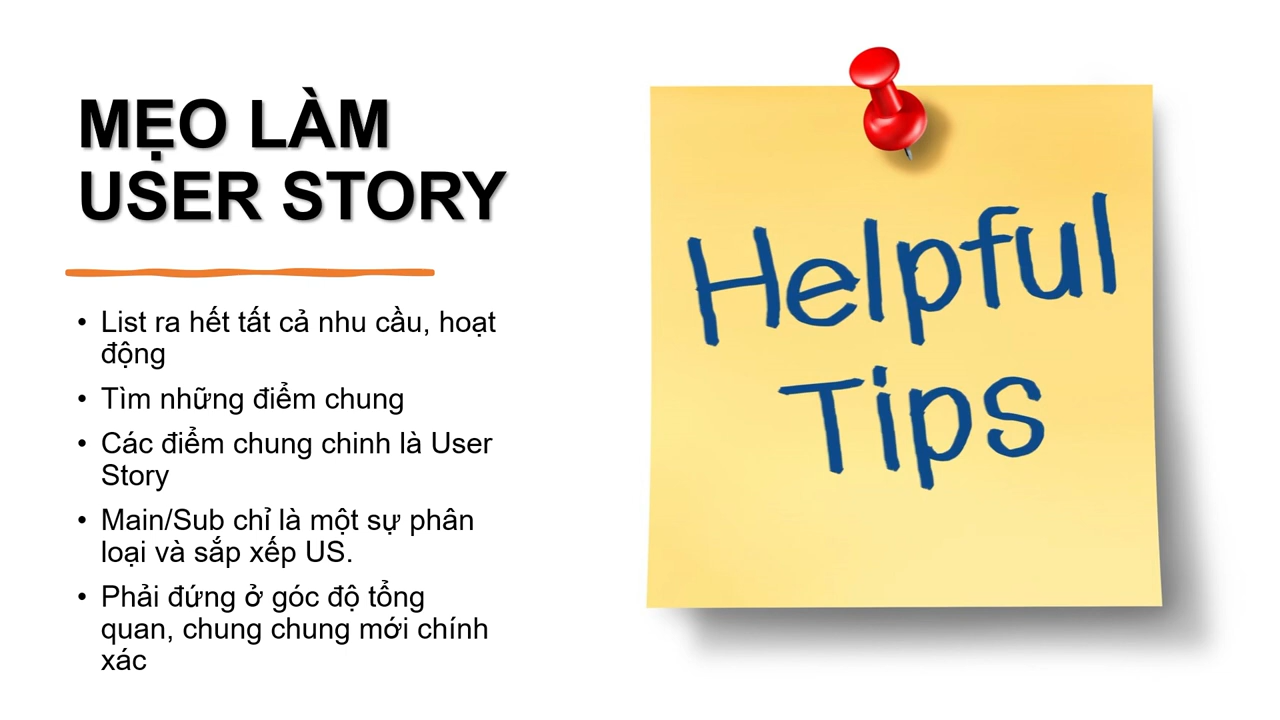 MẸO LÀM
USER STORY
• List ra hết tất cả nhu cầu, hoạt
động
• Tìm những điểm chung
• Các điểm chung chinh là User
Story
• Main/Sub chỉ là một sự phân
loại và sắp xếp US.
• Phải đứng ở góc độ tổng
quan, chung chung mới chính
xác
Helpful
Tips